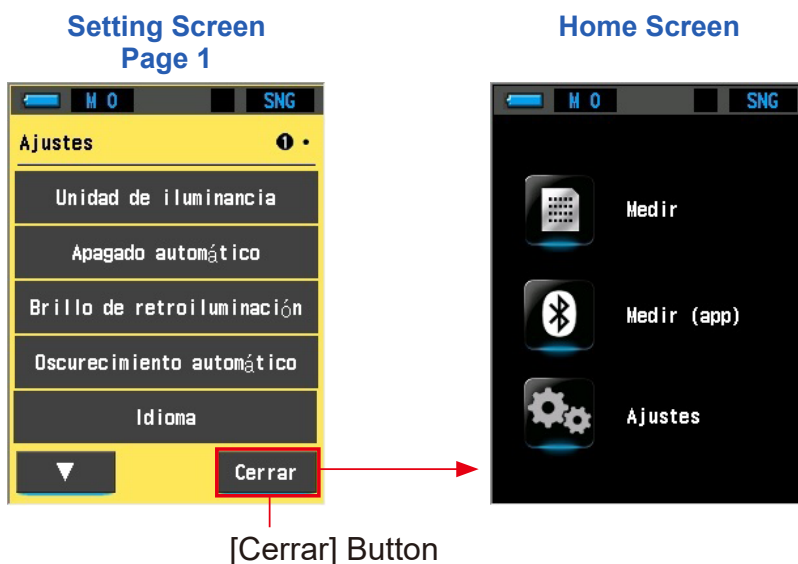 Setting Screen
Page 1
Home Screen
M 0 SNG
Ajustes ❶ •
Unidad de iluminancia
Apagado automático
Brillo de retroiluminación
Oscurecimiento automático
Idioma
▼ Cerrar
M 0 SNG
Medir
Medir (app)
Ajustes
[Cerrar] Button